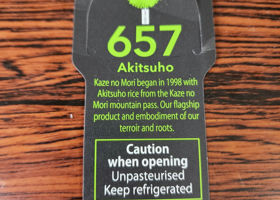 657
Akitsuho
Kaze no Mori began in 1998 with
Akitsuho rice from the Kaze no
Mori mountain pass. Our flagship
product and embodiment of our
terroir and roots.
Caution
when opening
Unpasteurised
Keep refrigerated